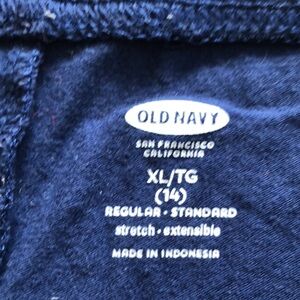 OLD NAVY
SAN FRANCISCO
CALIFORNIA
XL/TG
(14)
REGULAR · STANDARD
stretch · extensible
MADE IN INDONESIA